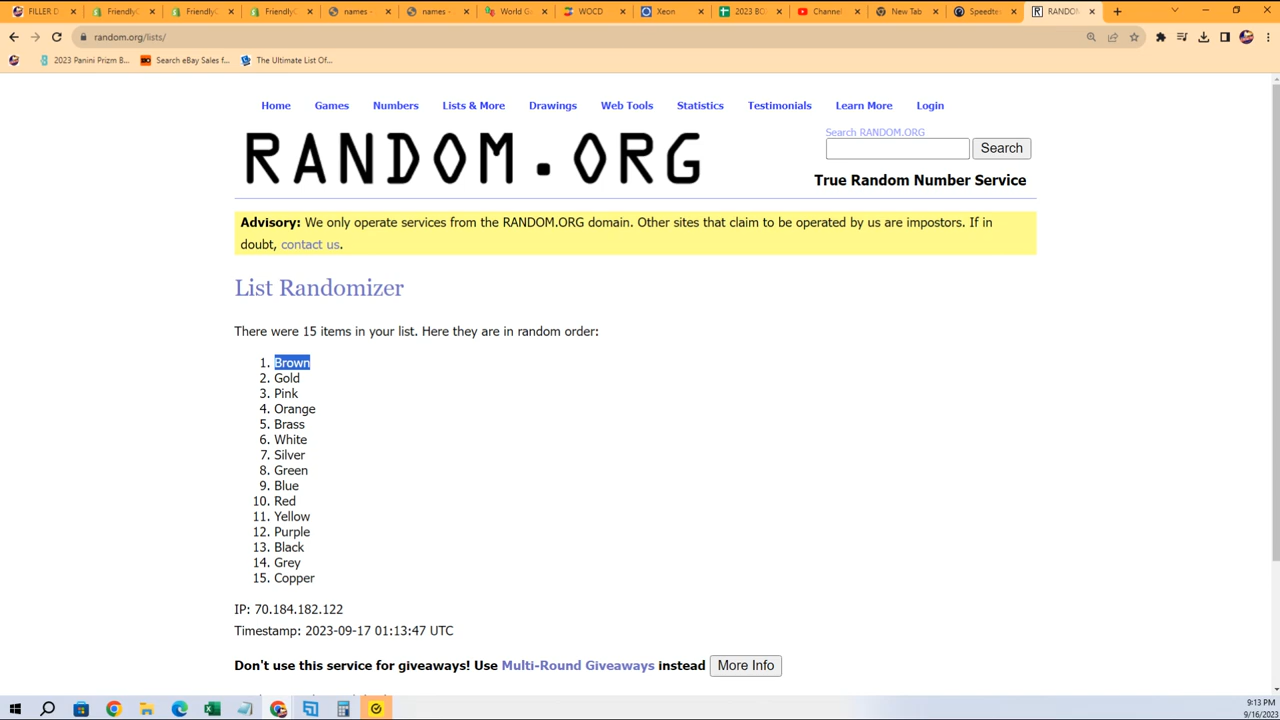 FILLER D
FriendlyC
FriendlyC
FriendlyC
names -
names -
World G
WOCD
Xeon
2023 BO
Channel
New Tab
Speedte
RANDO
random.org/lists/
2023 Panini Prizm B...
Search eBay Sales f...
The Ultimate List Of...
Home Games Numbers Lists & More Drawings Web Tools Statistics Testimonials Learn More Login
RANDOM.ORG
Search RANDOM.ORG
Search
True Random Number Service
Advisory: We only operate services from the RANDOM.ORG domain. Other sites that claim to be operated by us are impostors. If in
doubt, contact us.
List Randomizer
There were 15 items in your list. Here they are in random order:
1. Brown
2. Gold
3. Pink
4. Orange
5. Brass
6. White
7. Silver
8. Green
9. Blue
10. Red
11. Yellow
12. Purple
13. Black
14. Grey
15. Copper
IP: 70.184.182.122
Timestamp: 2023-09-17 01:13:47 UTC
Don't use this service for giveaways! Use Multi-Round Giveaways instead More Info
9:13 PM
9/16/2023